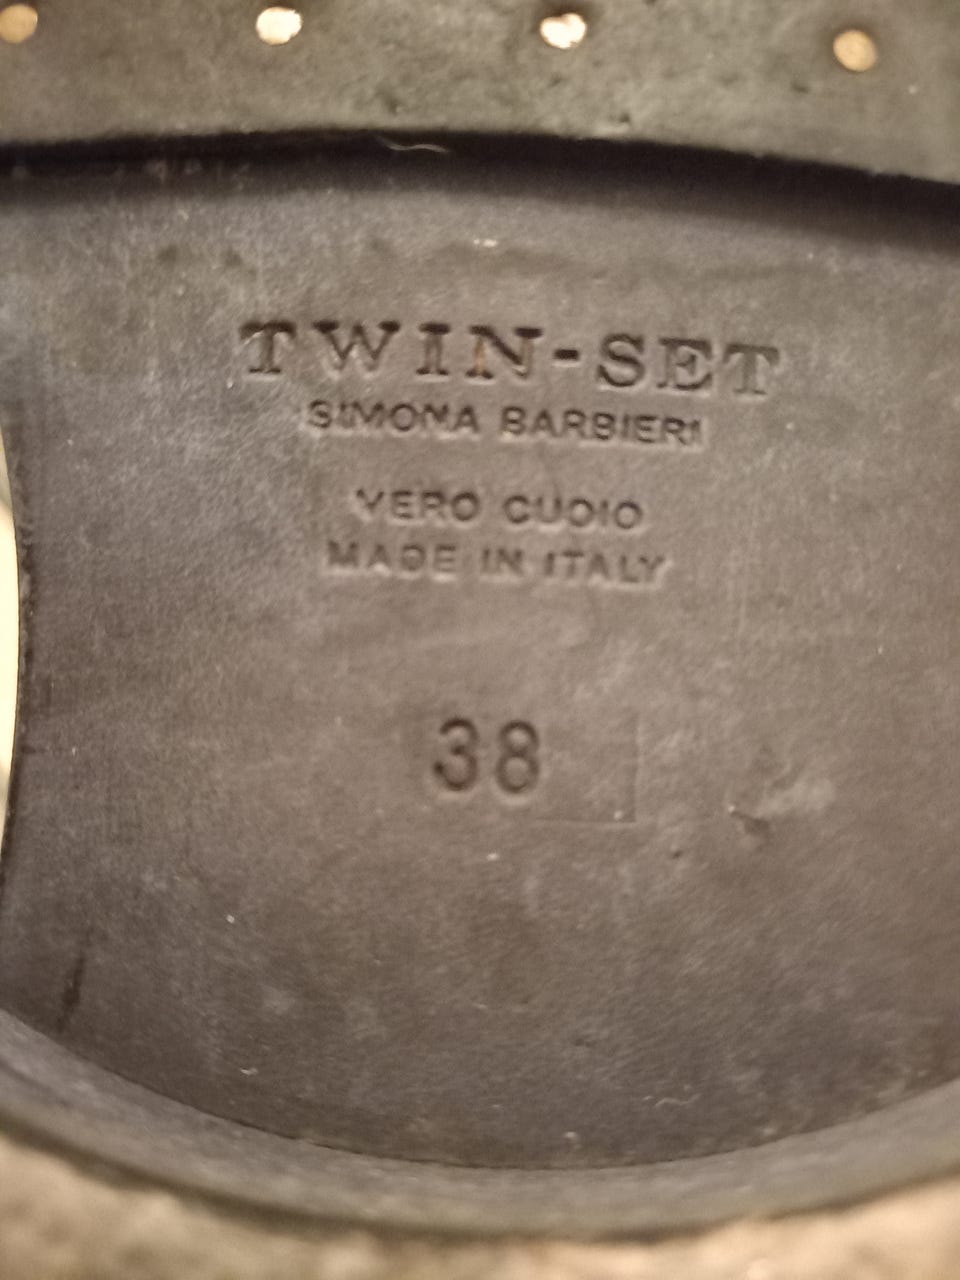 TWIN-SET
SIMONA BARBIERI
VERO CUOIO
MADE IN ITALY
38